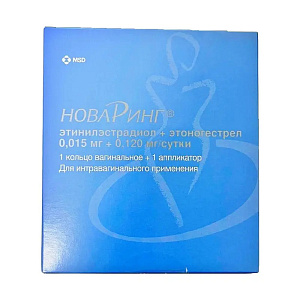 MSD
НОВАРИНГ®
этинилэстрадиол + этоногестрел
0,015 мг + 0,120 мг/сутки
1 кольцо вагинальное + 1 аппликатор
Для интравагинального применения